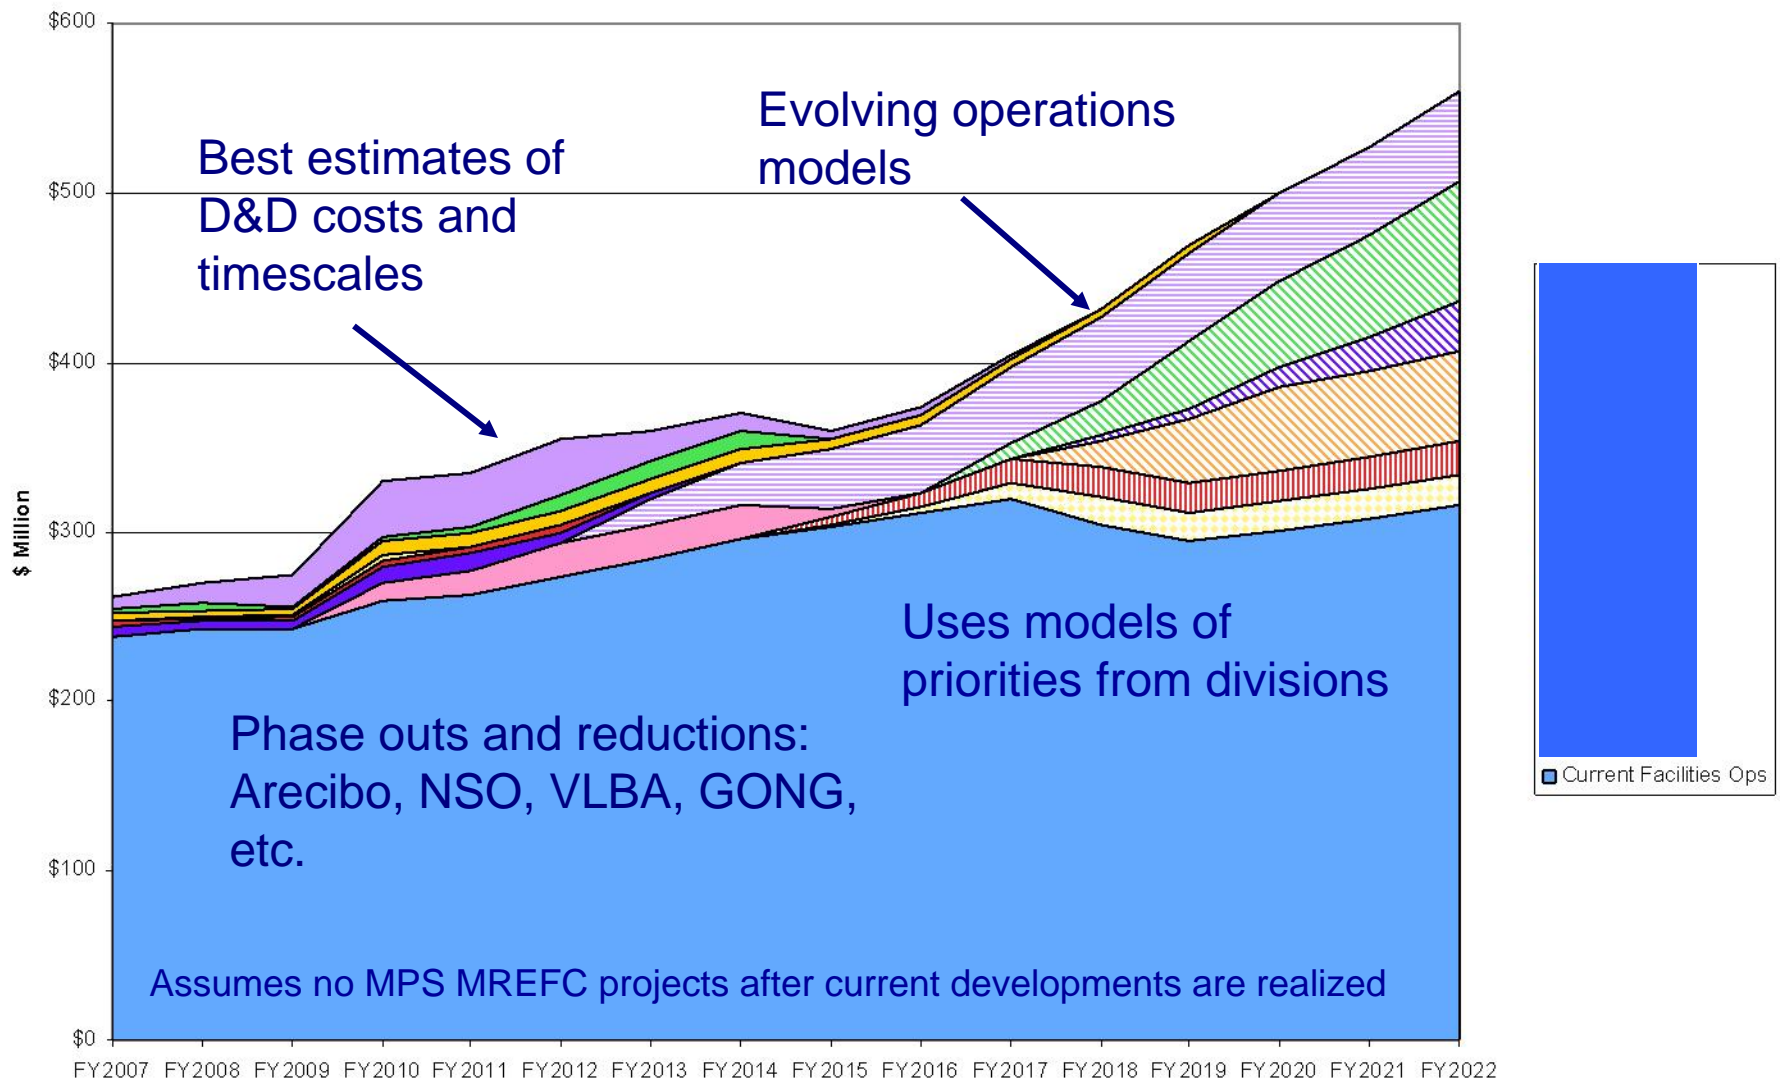 $600
$500
$400
$300
$200
$100
$0
$ Million
Best estimates of
D&D costs and
timescales
Evolving operations
models
Uses models of
priorities from divisions
Phase outs and reductions:
Arecibo, NSO, VLBA, GONG,
etc.
Assumes no MPS MREFC projects after current developments are realized
FY2007 FY2008 FY2009 FY2010 FY2011 FY2012 FY2013 FY2014 FY2015 FY2016 FY2017 FY2018 FY2019 FY2020 FY2021 FY2022
Current Facilities Ops